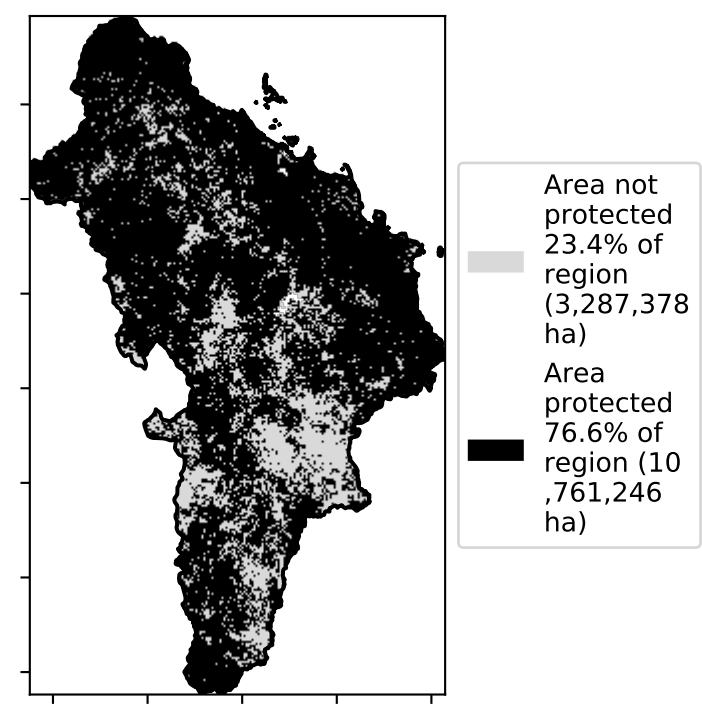 Area not
protected
23.4% of
region
(3,287,378
ha)
Area
protected
76.6% of
region (10
,761,246
ha)